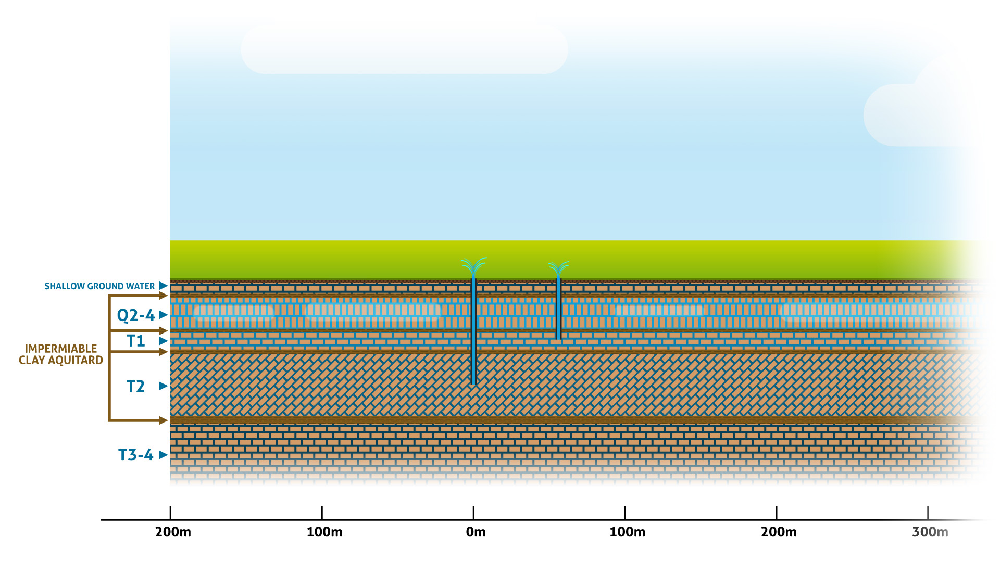 SHALLOW GROUND WATER
Q2-4
T1
IMPERMIABLE
CLAY AQUITARD
T2
T3-4
200m 100m 0m 100m 200m 300m